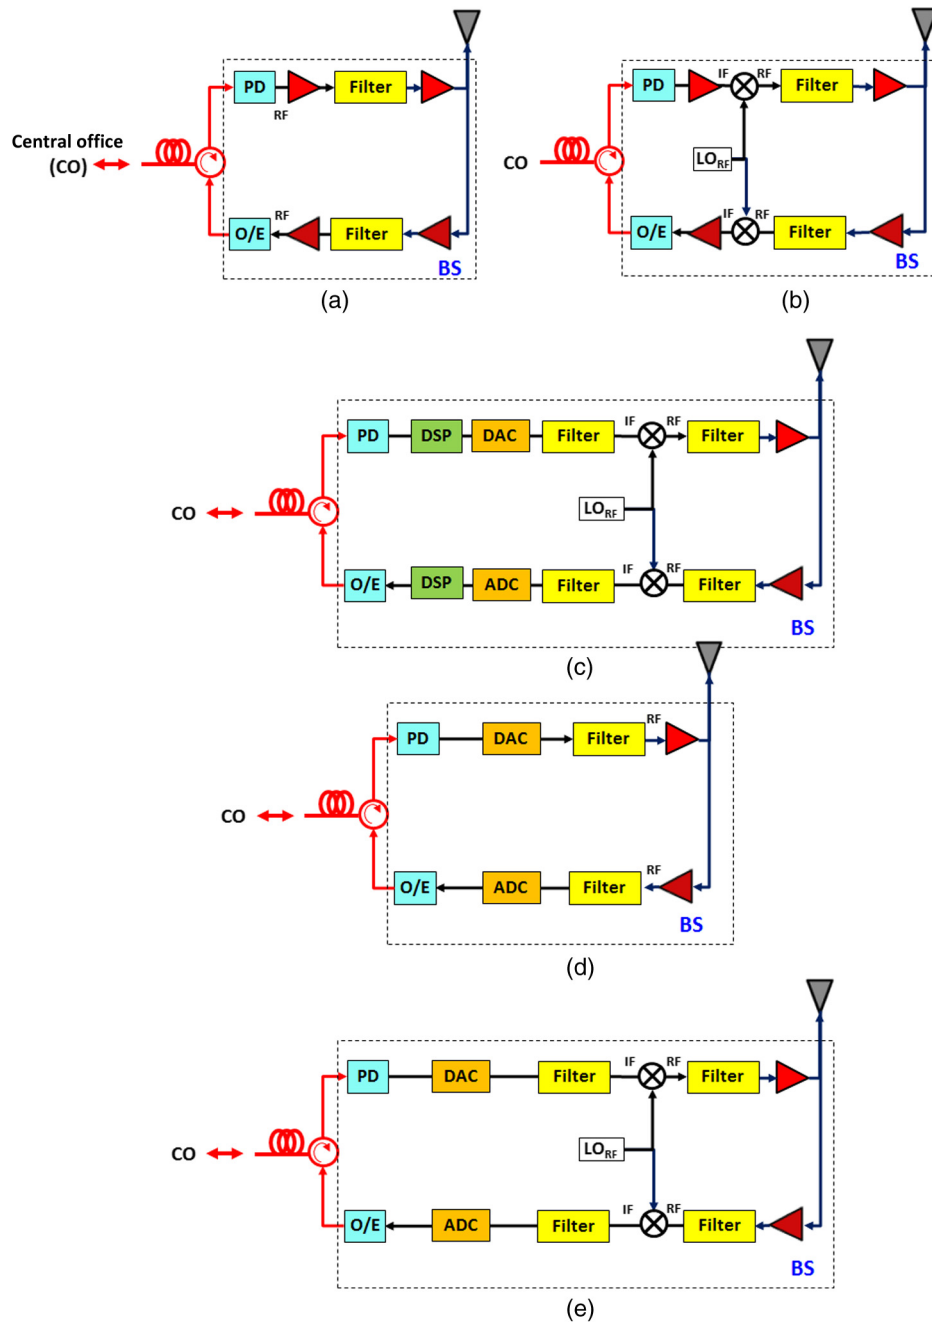 PD
Filter
RF
Central office
(CO)
RF
O/E
Filter
BS
(a)
PD
IF
RF
Filter
CO
LORF
O/E
IF
RF
Filter
BS
(b)
PD
DSP
DAC
Filter
IF
RF
Filter
CO
LORF
O/E
DSP
ADC
Filter
IF
RF
Filter
BS
(c)
PD
DAC
Filter
RF
CO
O/E
ADC
Filter
RF
BS
(d)
PD
DAC
Filter
IF
RF
Filter
CO
LORF
O/E
ADC
Filter
IF
RF
Filter
BS
(e)